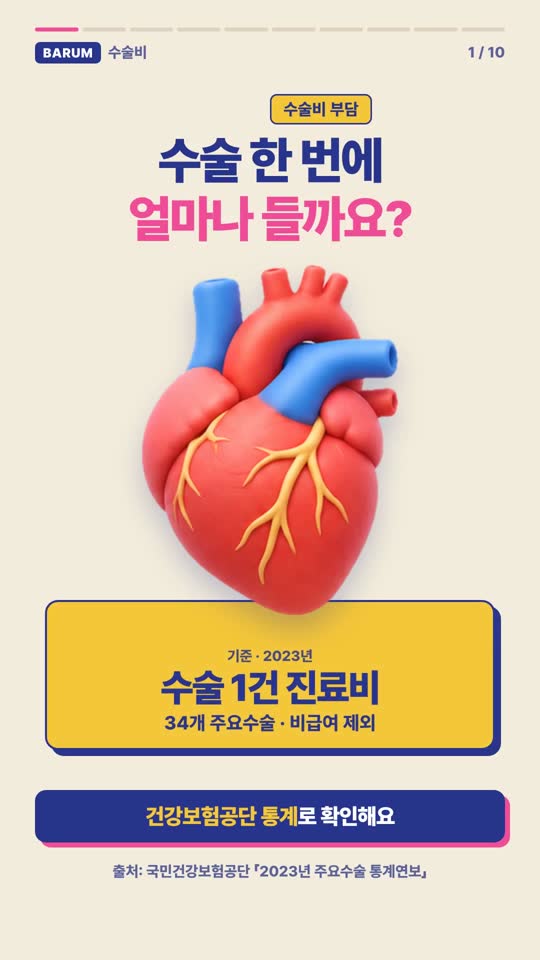 BARUM 수술비
1 / 10
수술비 부담
수술 한 번에
얼마나 들까요?
기준 · 2023년
수술 1건 진료비
34개 주요수술 · 비급여 제외
건강보험공단 통계로 확인해요
출처: 국민건강보험공단 「2023년 주요수술 통계연보」